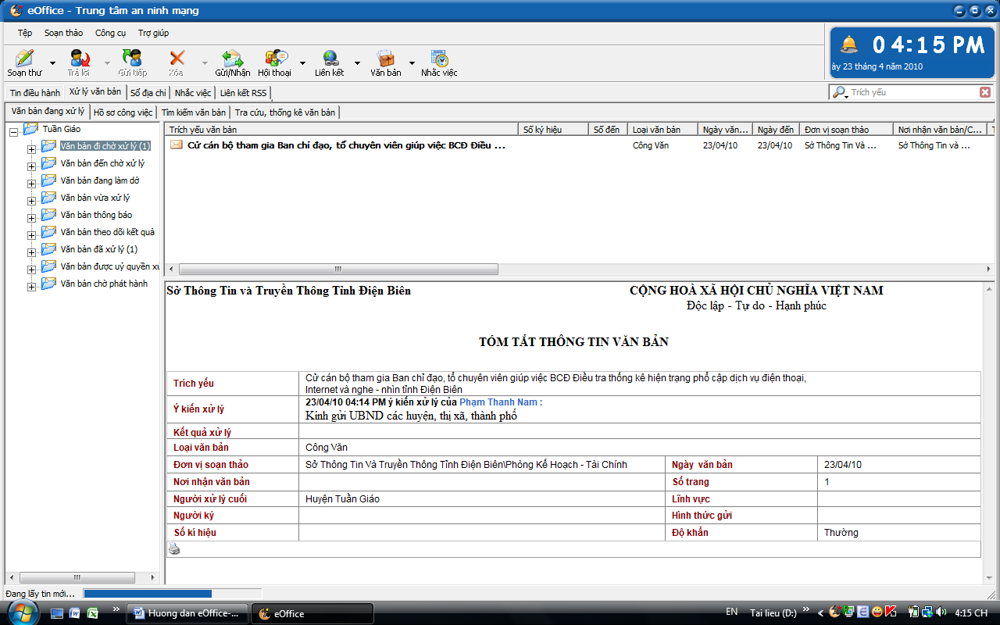 eOffice - Trung tâm an ninh mạng
Tệp Soạn thảo Công cụ Trợ giúp
04:15 PM
ày 23 tháng 4 năm 2010
Soạn thư Trả lời Gửi tiếp Xóa Gửi/Nhận Hội thoại Liên kết Văn bản Nhắc việc
Tin điều hành Xử lý văn bản Sổ địa chỉ Nhắc việc Liên kết RSS
Trích yếu
Văn bản đang xử lý Hồ sơ công việc Tìm kiếm văn bản Tra cứu, thống kê văn bản
Tuần Giáo
Văn bản đi chờ xử lý (1)
Văn bản đến chờ xử lý
Văn bản đang làm dở
Văn bản vừa xử lý
Văn bản thông báo
Văn bản theo dõi kết quả
Văn bản đã xử lý (1)
Văn bản được uỷ quyền xu
Văn bản chờ phát hành
Trích yếu văn bản Số ký hiệu Số đến Loại văn bản Ngày văn... Ngày đến Đơn vị soạn thảo Nơi nhận văn bản/C... T
Cử cán bộ tham gia Ban chỉ đạo, tổ chuyên viên giúp việc BCĐ Điều ... Công Văn 23/04/10 23/04/10 Sở Thông Tin Và ... Sở Thông Tin và ...
Sở Thông Tin và Truyền Thông Tỉnh Điện Biên CỘNG HOÀ XÃ HỘI CHỦ NGHĨA VIỆT NAM
Độc lập - Tự do - Hạnh phúc
TÓM TẮT THÔNG TIN VĂN BẢN
Trích yếu Cử cán bộ tham gia Ban chỉ đạo, tổ chuyên viên giúp việc BCĐ Điều tra thống kê hiện trạng phổ cập dịch vụ điện thoại,
Internet và nghe - nhìn tỉnh Điện Biên
Ý kiến xử lý 23/04/10 04:14 PM ý kiến xử lý của Phạm Thanh Nam :
Kính gửi UBND các huyện, thị xã, thành phố
Kết quả xử lý
Loại văn bản Công Văn
Đơn vị soạn thảo Sở Thông Tin Và Truyền Thông Tỉnh Điện Biên\Phòng Kế Hoạch - Tài Chính Ngày văn bản 23/04/10
Nơi nhận văn bản Số trang 1
Người xử lý cuối Huyện Tuần Giáo Lĩnh vực
Người ký Hình thức gửi
Số kí hiệu Độ khẩn Thường
Đang lấy tin mới...
Huong dan eOffice-... eOffice EN Tai lieu (D:) 4:15 CH